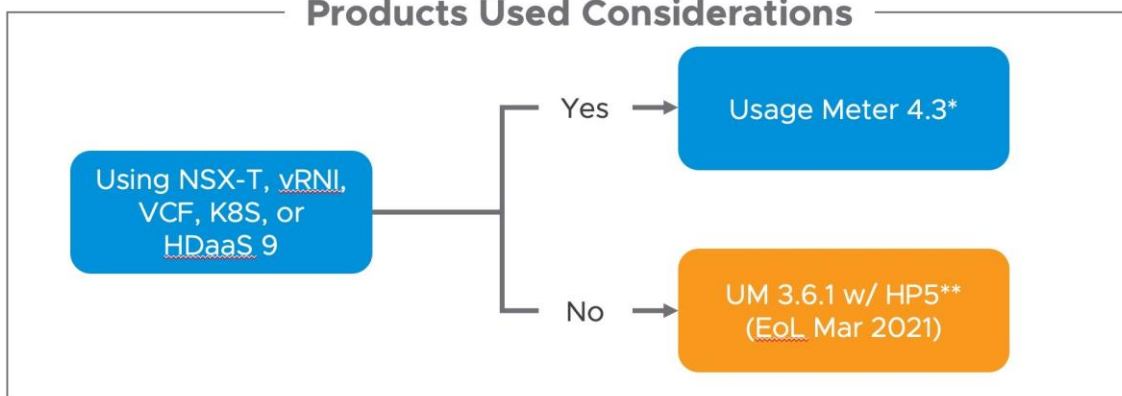 Products Used Considerations
Yes
Usage Meter 4.3*
Using NSX-T, vRNI,
VCF, K8S, or
HDaaS 9
No
UM 3.6.1 w/ HP5**
(EoL Mar 2021)